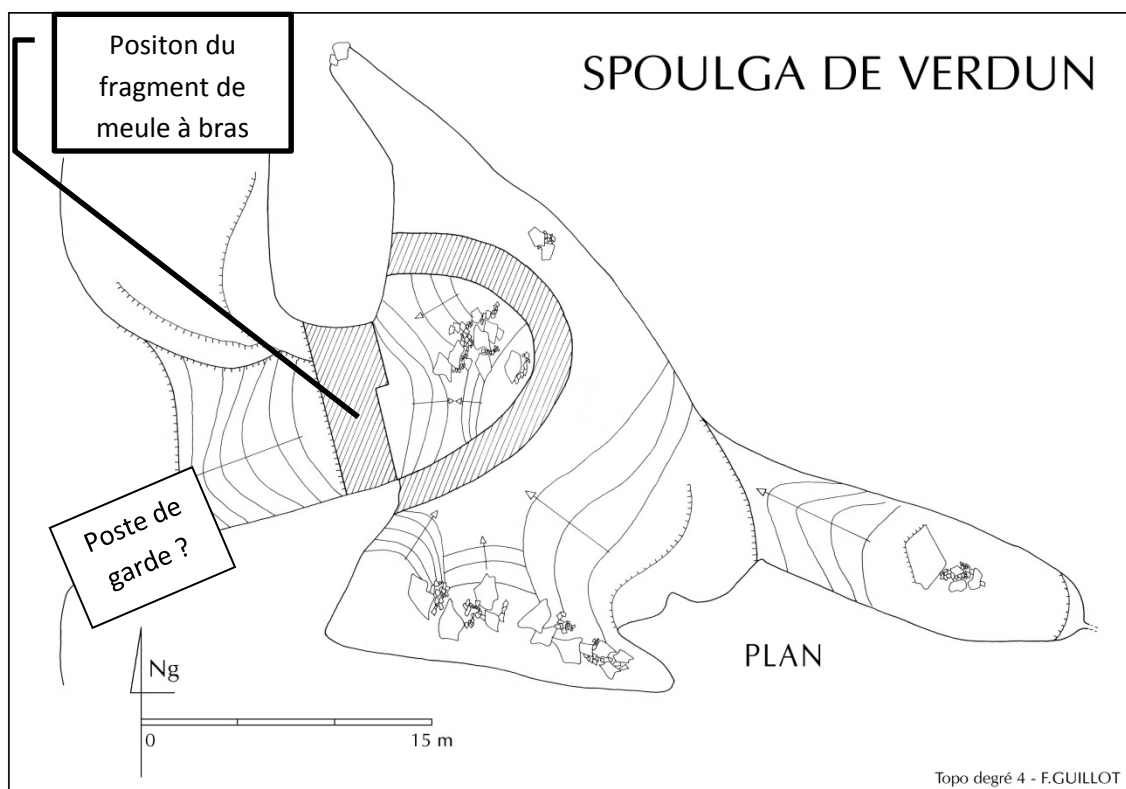 Positon du
fragment de
meule à bras
SPOULGA DE VERDUN
Poste de
garde ?
PLAN
Ng
0 15 m
Topo degré 4 - F.GUILLOT